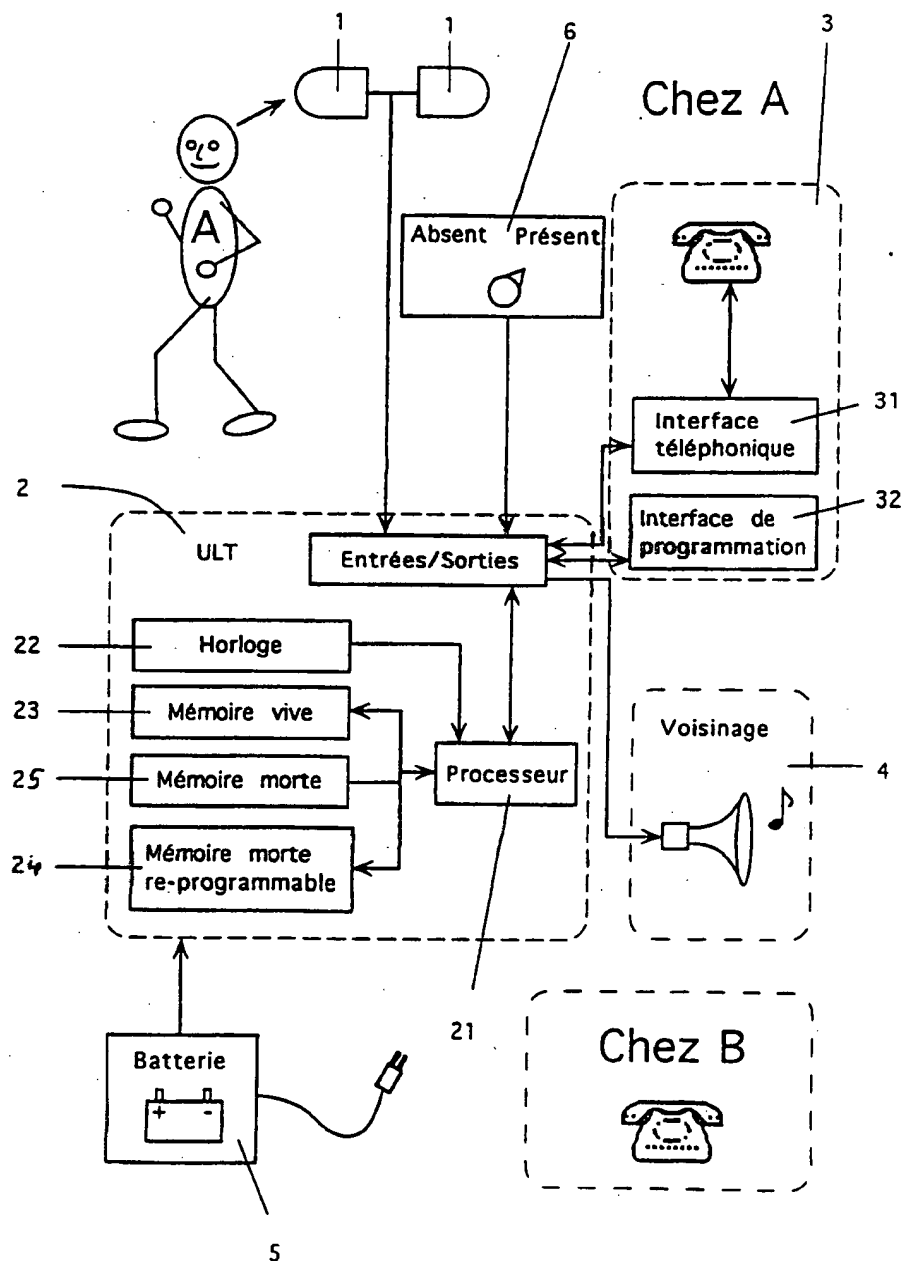 1
1
6
3
Chez A
A
Absent Présent
31
Interface
téléphonique
32
Interface de
programmation
2
ULT
Entrées/Sorties
22
Horloge
23
Mémoire vive
25
Mémoire morte
24
Mémoire morte
re-programmable
Processeur
21
Voisinage
4
Batterie
+ -
5
Chez B